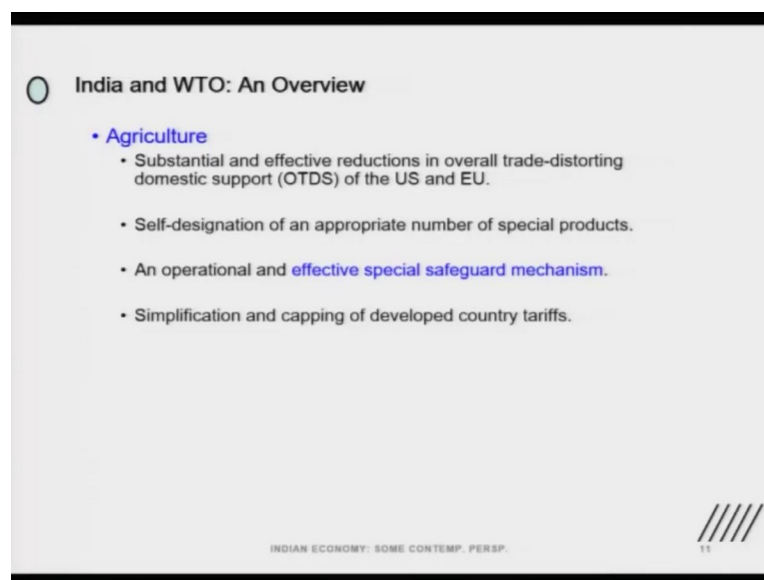 India and WTO: An Overview
• Agriculture
• Substantial and effective reductions in overall trade-distorting
domestic support (OTDS) of the US and EU.
• Self-designation of an appropriate number of special products.
• An operational and effective special safeguard mechanism.
• Simplification and capping of developed country tariffs.
INDIAN ECONOMY: SOME CONTEMP. PERSP.
11